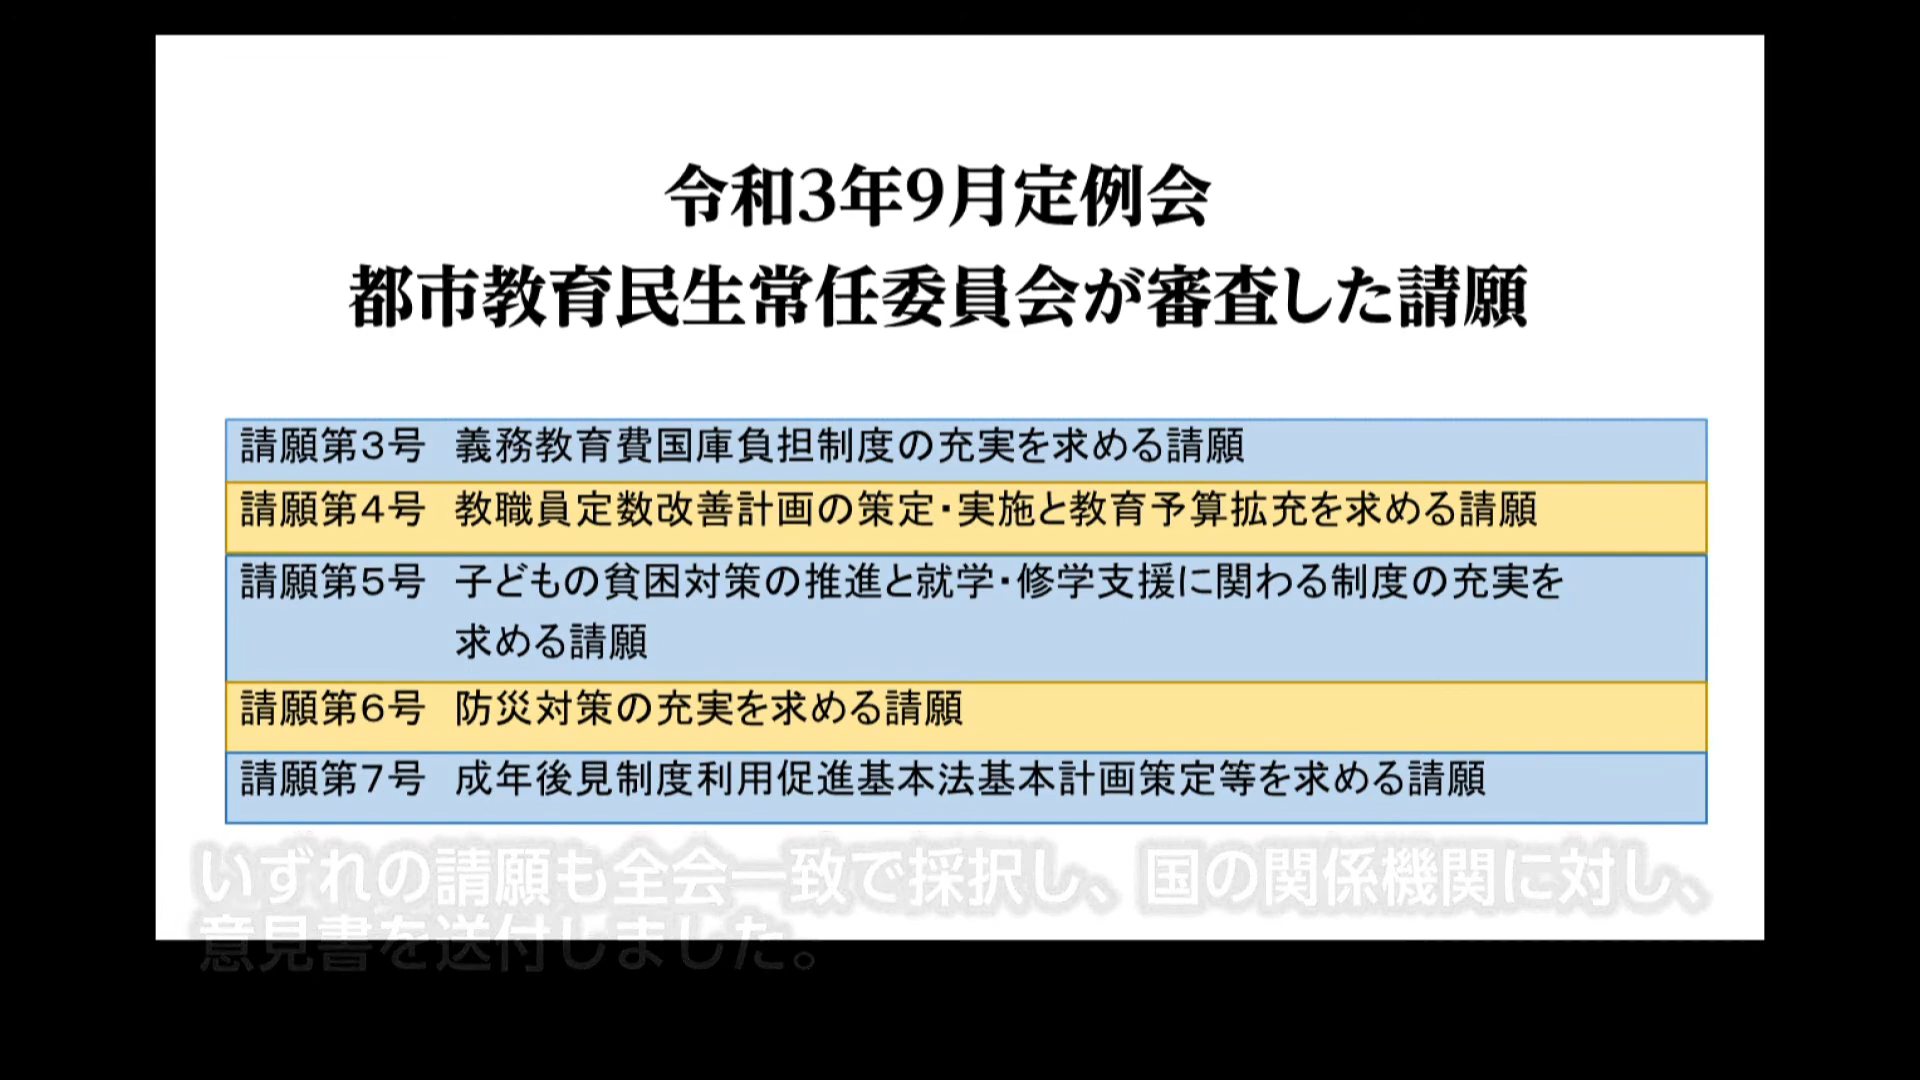 令和3年9月定例会
都市教育民生常任委員会が審査した請願
請願第3号 義務教育費国庫負担制度の充実を求める請願
請願第4号 教職員定数改善計画の策定・実施と教育予算拡充を求める請願
請願第5号 子どもの貧困対策の推進と就学・修学支援に関わる制度の充実を
求める請願
請願第6号 防災対策の充実を求める請願
請願第7号 成年後見制度利用促進基本法基本計画策定等を求める請願
いずれの請願も全会一致で採択し、国の関係機関に対し、
意見書を送付しました。